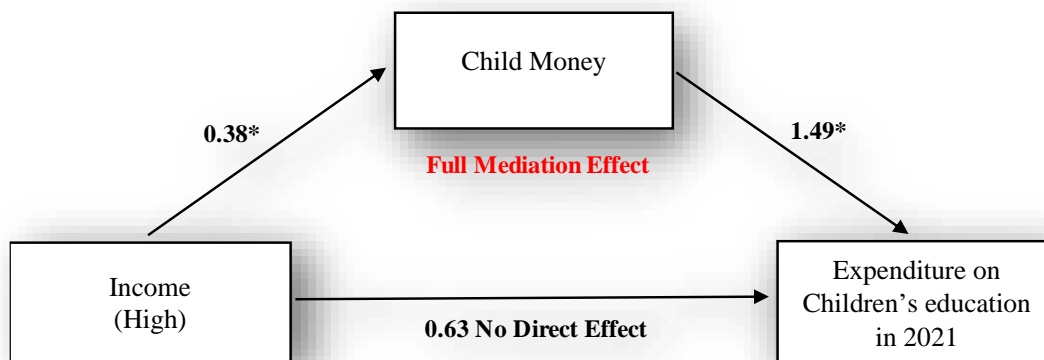 Child Money
0.38*
1.49*
Full Mediation Effect
Income
(High)
0.63 No Direct Effect
Expenditure on
Children’s education
in 2021